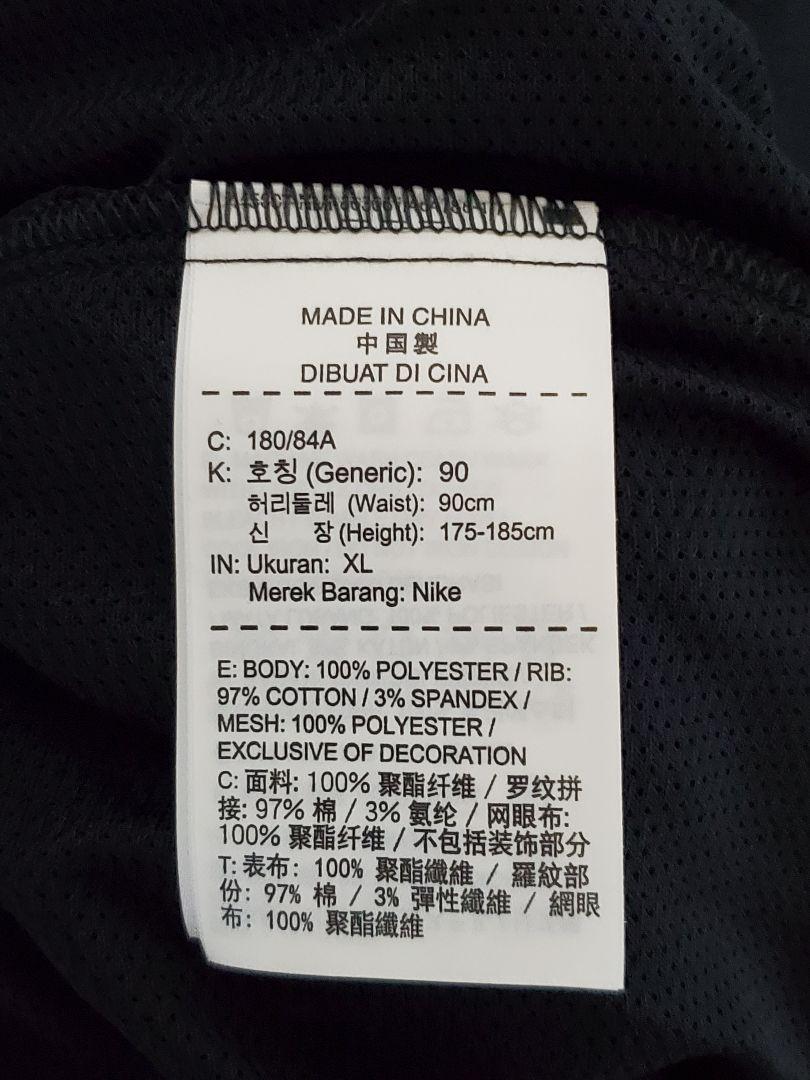 MADE IN CHINA
中国製
DIBUAT DI CINA
C: 180/84A
K: 호칭 (Generic): 90
허리둘레 (Waist): 90cm
신 장 (Height): 175-185cm
IN: Ukuran: XL
Merek Barang: Nike
E: BODY: 100% POLYESTER / RIB:
97% COTTON / 3% SPANDEX /
MESH: 100% POLYESTER /
EXCLUSIVE OF DECORATION
C: 面料: 100% 聚酯纤维 / 罗纹拼
接: 97% 棉 / 3% 氨纶 / 网眼布:
100% 聚酯纤维 / 不包括装饰部分
T: 表布: 100% 聚酯纖維 / 羅紋部
份: 97% 棉 / 3% 彈性纖維 / 網眼
布: 100% 聚酯纖維